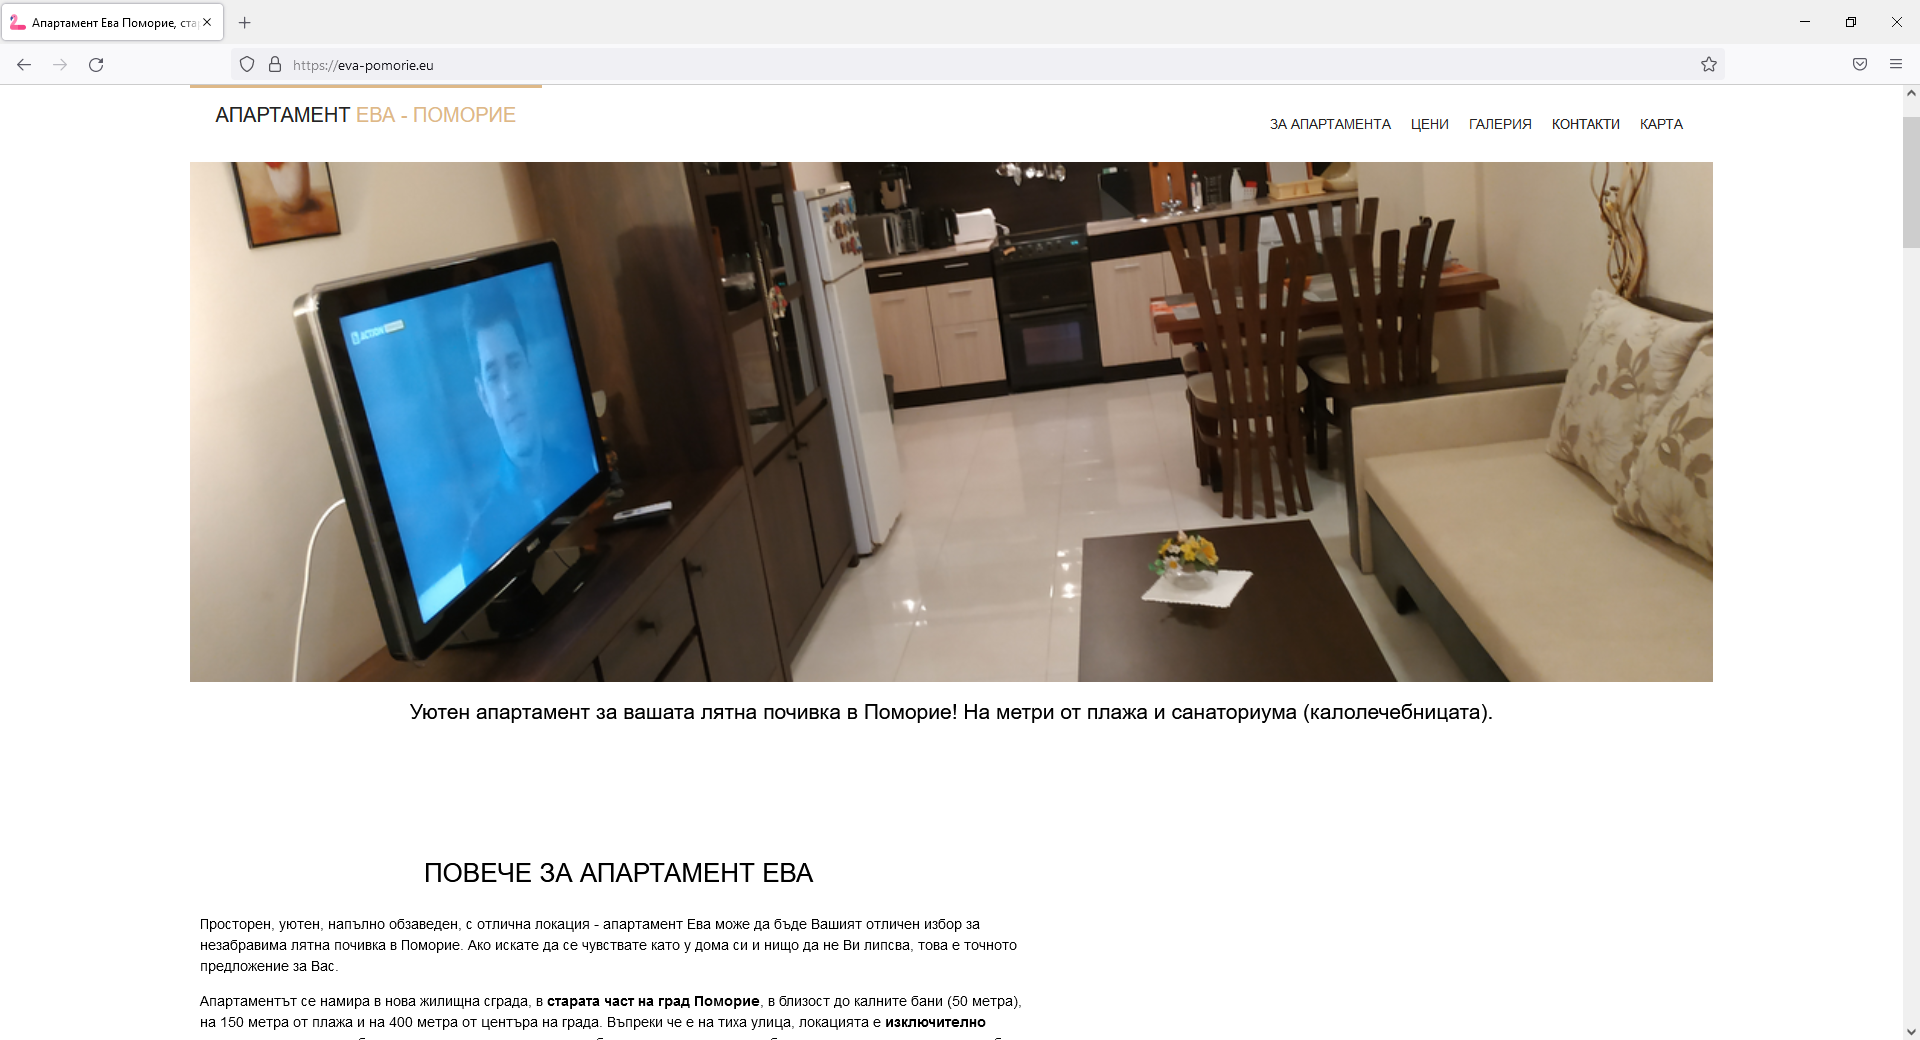 Апартамент Ева Поморие, ста
https://eva-pomorie.eu
АПАРТАМЕНТ ЕВА - ПОМОРИЕ
ЗА АПАРТАМЕНТА ЦЕНИ ГАЛЕРИЯ КОНТАКТИ КАРТА
ACTION
Уютен апартамент за вашата лятна почивка в Поморие! На метри от плажа и санаториума (калолечебницата).
ПОВЕЧЕ ЗА АПАРТАМЕНТ ЕВА
Просторен, уютен, напълно обзаведен, с отлична локация - апартамент Ева може да бъде Вашият отличен избор за
незабравима лятна почивка в Поморие. Ако искате да се чувствате като у дома си и нищо да не Ви липсва, това е точното
предложение за Вас.
Апартаментът се намира в нова жилищна сграда, в старата част на град Поморие, в близост до калните бани (50 метра),
на 150 метра от плажа и на 400 метра от центъра на града. Въпреки че е на тиха улица, локацията е изключително